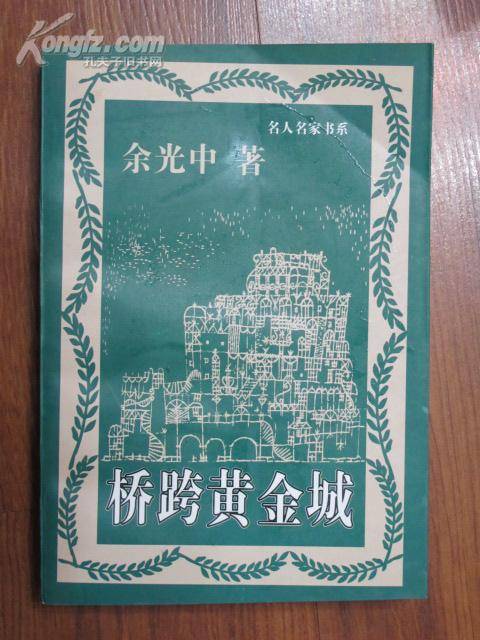 Kongfz.com
孔夫子旧书网
名人名家书系
余光中 著
桥跨黄金城